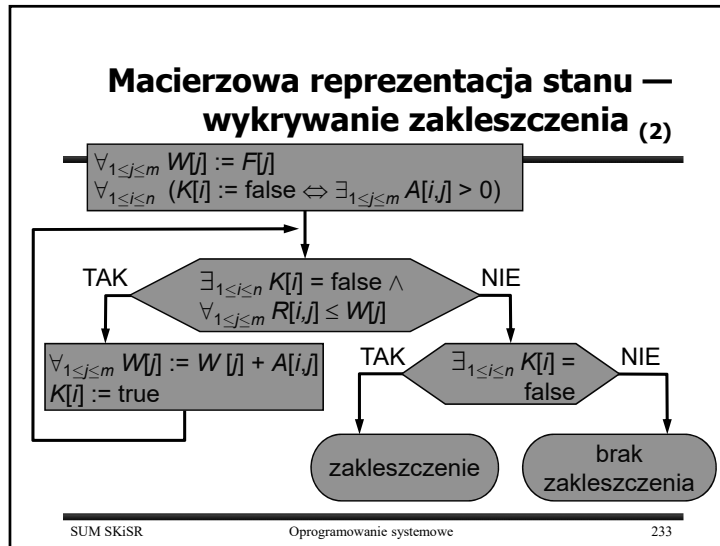 Macierzowa reprezentacja stanu —
wykrywanie zakleszczenia (2)
∀1≤j≤m W[j] := F[j]
∀1≤i≤n (K[i] := false ⇔ ∃1≤j≤m A[i,j] > 0)
TAK
∃1≤i≤n K[i] = false ∧
∀1≤j≤m R[i,j] ≤ W[j]
NIE
∀1≤j≤m W[j] := W [j] + A[i,j]
K[i] := true
TAK
∃1≤i≤n K[i] =
false
NIE
zakleszczenie
brak
zakleszczenia
SUM SKiSR Oprogramowanie systemowe 233